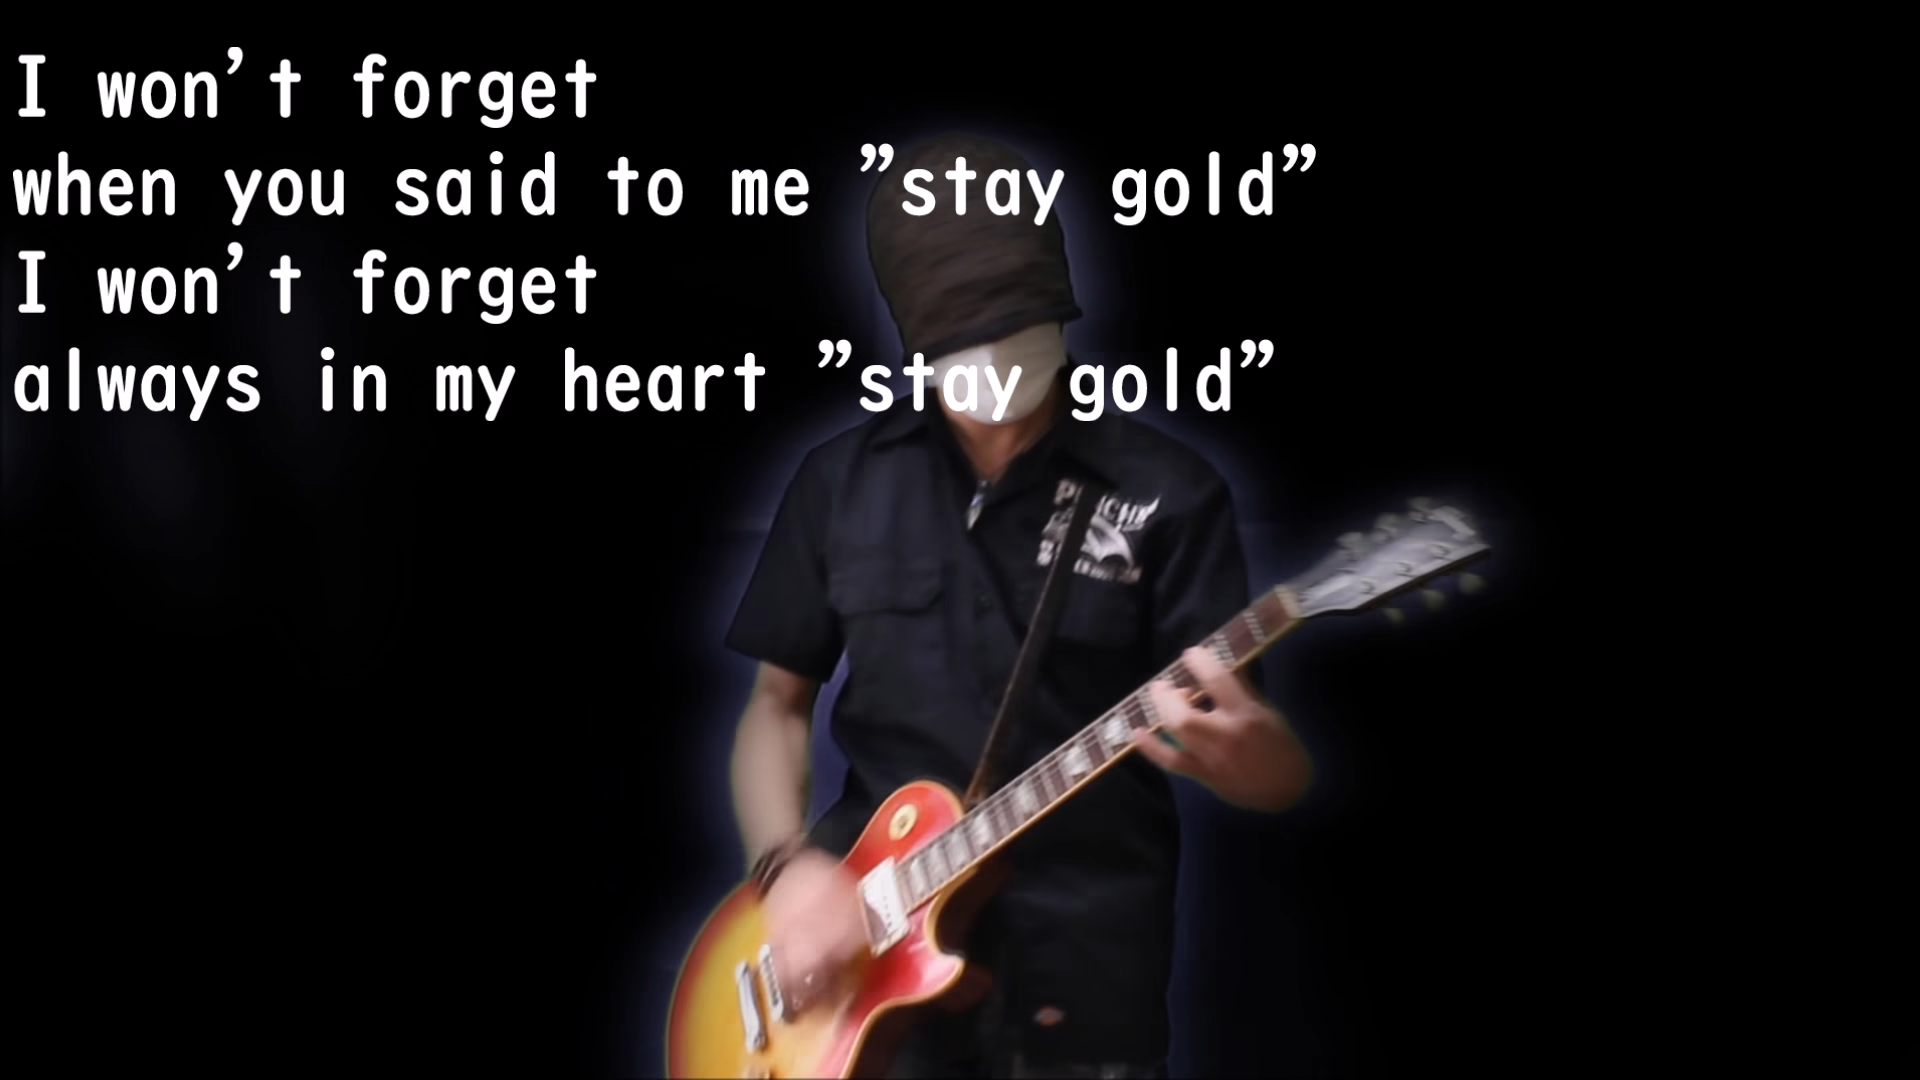 I won't forget
when you said to me ”stay gold”
I won't forget
always in my heart ”stay gold”